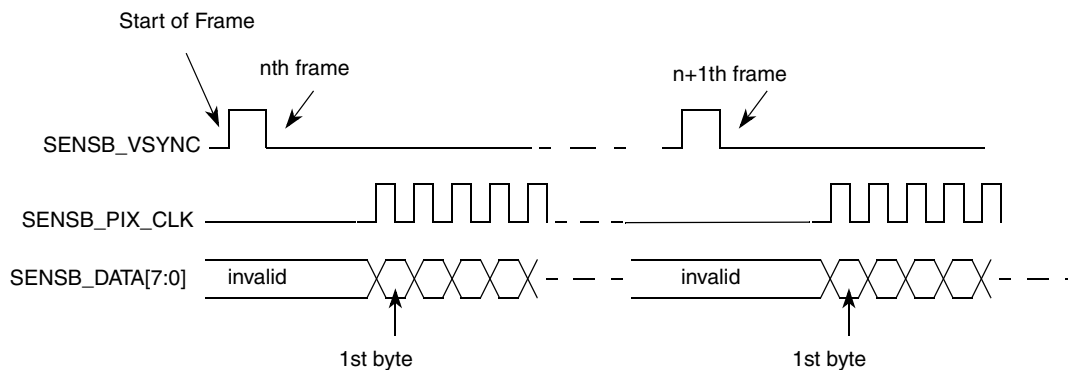 Start of Frame
nth frame
n+1th frame
SENSB_VSYNC
SENSB_PIX_CLK
SENSB_DATA[7:0]
invalid
invalid
1st byte
1st byte